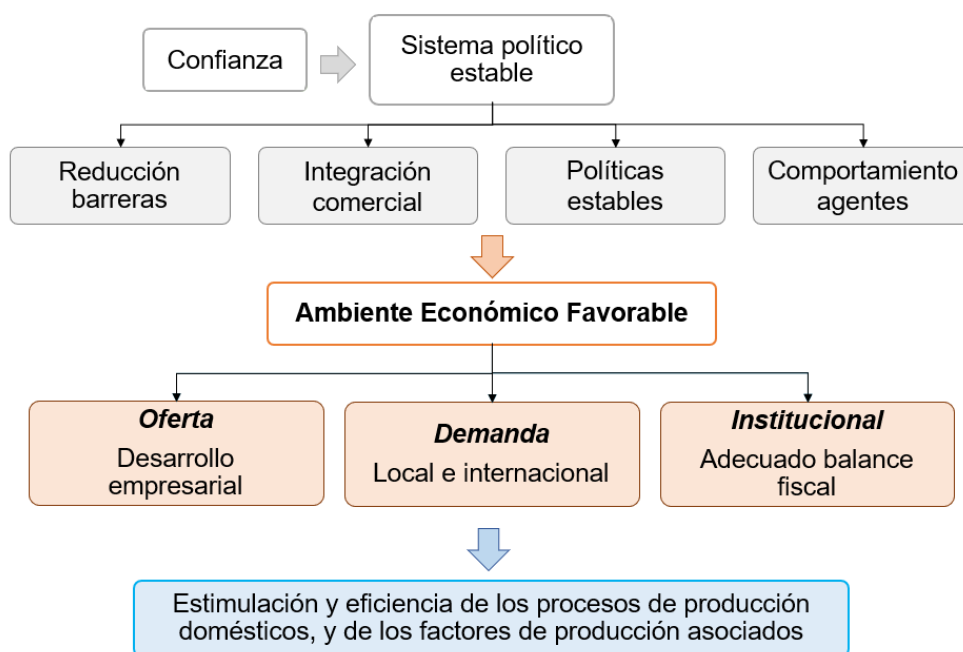 Confianza
Sistema político
estable
Reducción
barreras
Integración
comercial
Políticas
estables
Comportamiento
agentes
Ambiente Económico Favorable
Oferta
Desarrollo
empresarial
Demanda
Local e internacional
Institucional
Adecuado balance
fiscal
Estimulación y eficiencia de los procesos de producción
domésticos, y de los factores de producción asociados